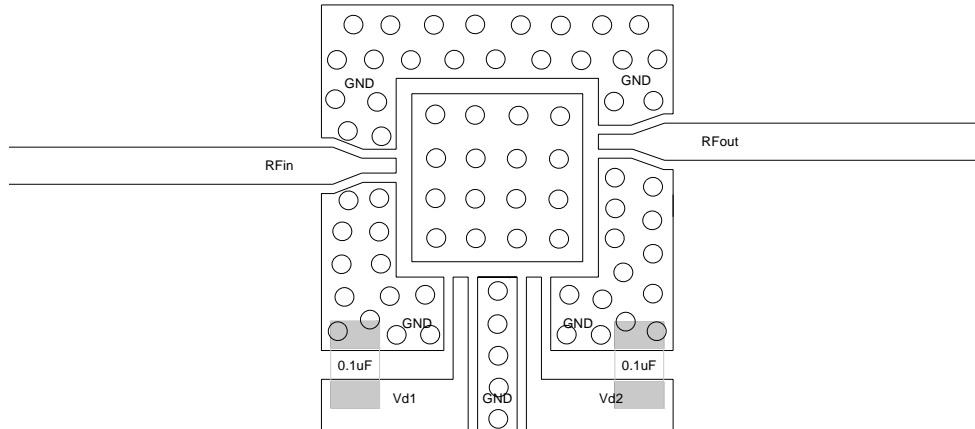 GND
GND
RFout
RFin
GND
GND
0.1uF
0.1uF
Vd1
GND
Vd2